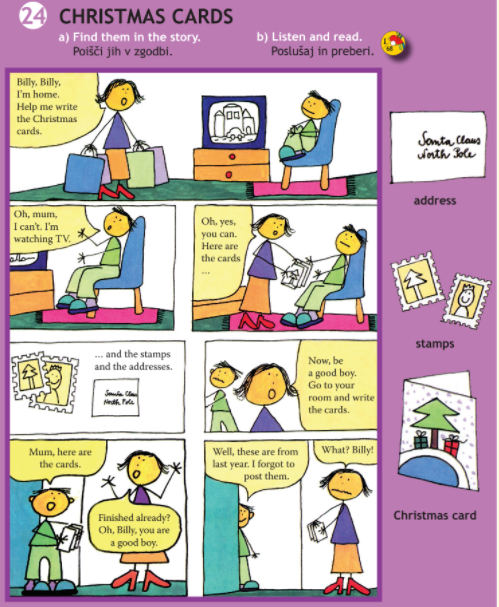 24 CHRISTMAS CARDS
a) Find them in the story.
Poišči jih v zgodbi.
b) Listen and read.
Poslušaj in preberi.
68
Billy, Billy,
I'm home.
Help me write
the Christmas
cards.
Oh, mum,
I can't. I'm
watching TV.
Oh, yes,
you can.
Here are
the cards
...
... and the stamps
and the addresses.
Santa Claus
North Pole
Now, be
a good boy.
Go to your
room and write
the cards.
Mum, here are
the cards.
Finished already?
Oh, Billy, you are
a good boy.
Well, these are from
last year. I forgot to
post them.
What? Billy!
Santa Claus
North Pole
address
stamps
Christmas card